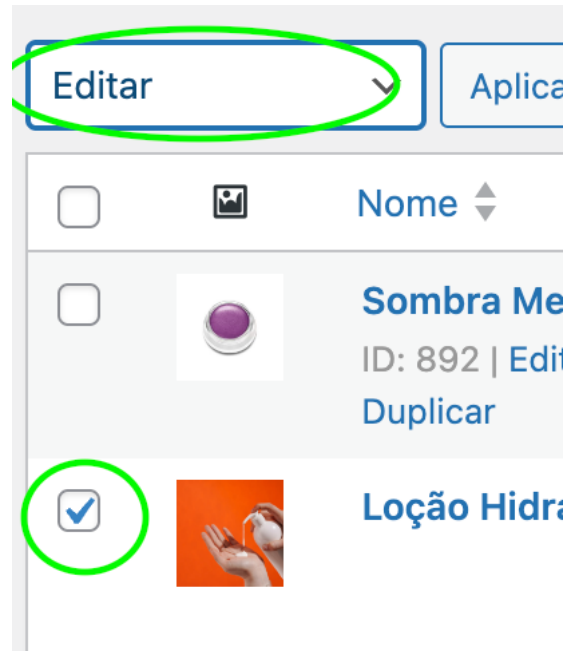 Editar
Aplica
Nome
Sombra Me
ID: 892 | Edit
Duplicar
Loção Hidra